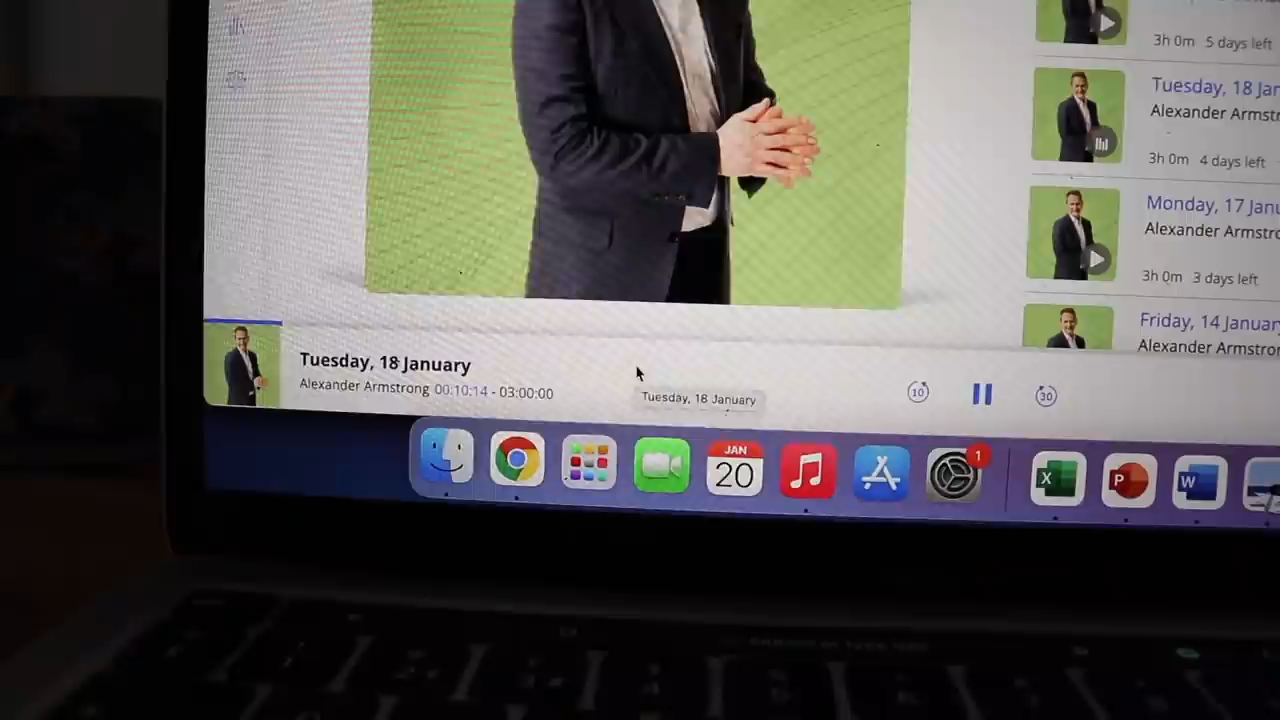 3h 0m 5 days left
Tuesday, 18 Jan
Alexander Armstr
3h 0m 4 days left
Monday, 17 Janu
Alexander Armstro
3h 0m 3 days left
Friday, 14 Januar
Alexander Armstron
Tuesday, 18 January
Alexander Armstrong 00:10:14 - 03:00:00
Tuesday, 18 January
10
30
JAN
20
1
X
P
W